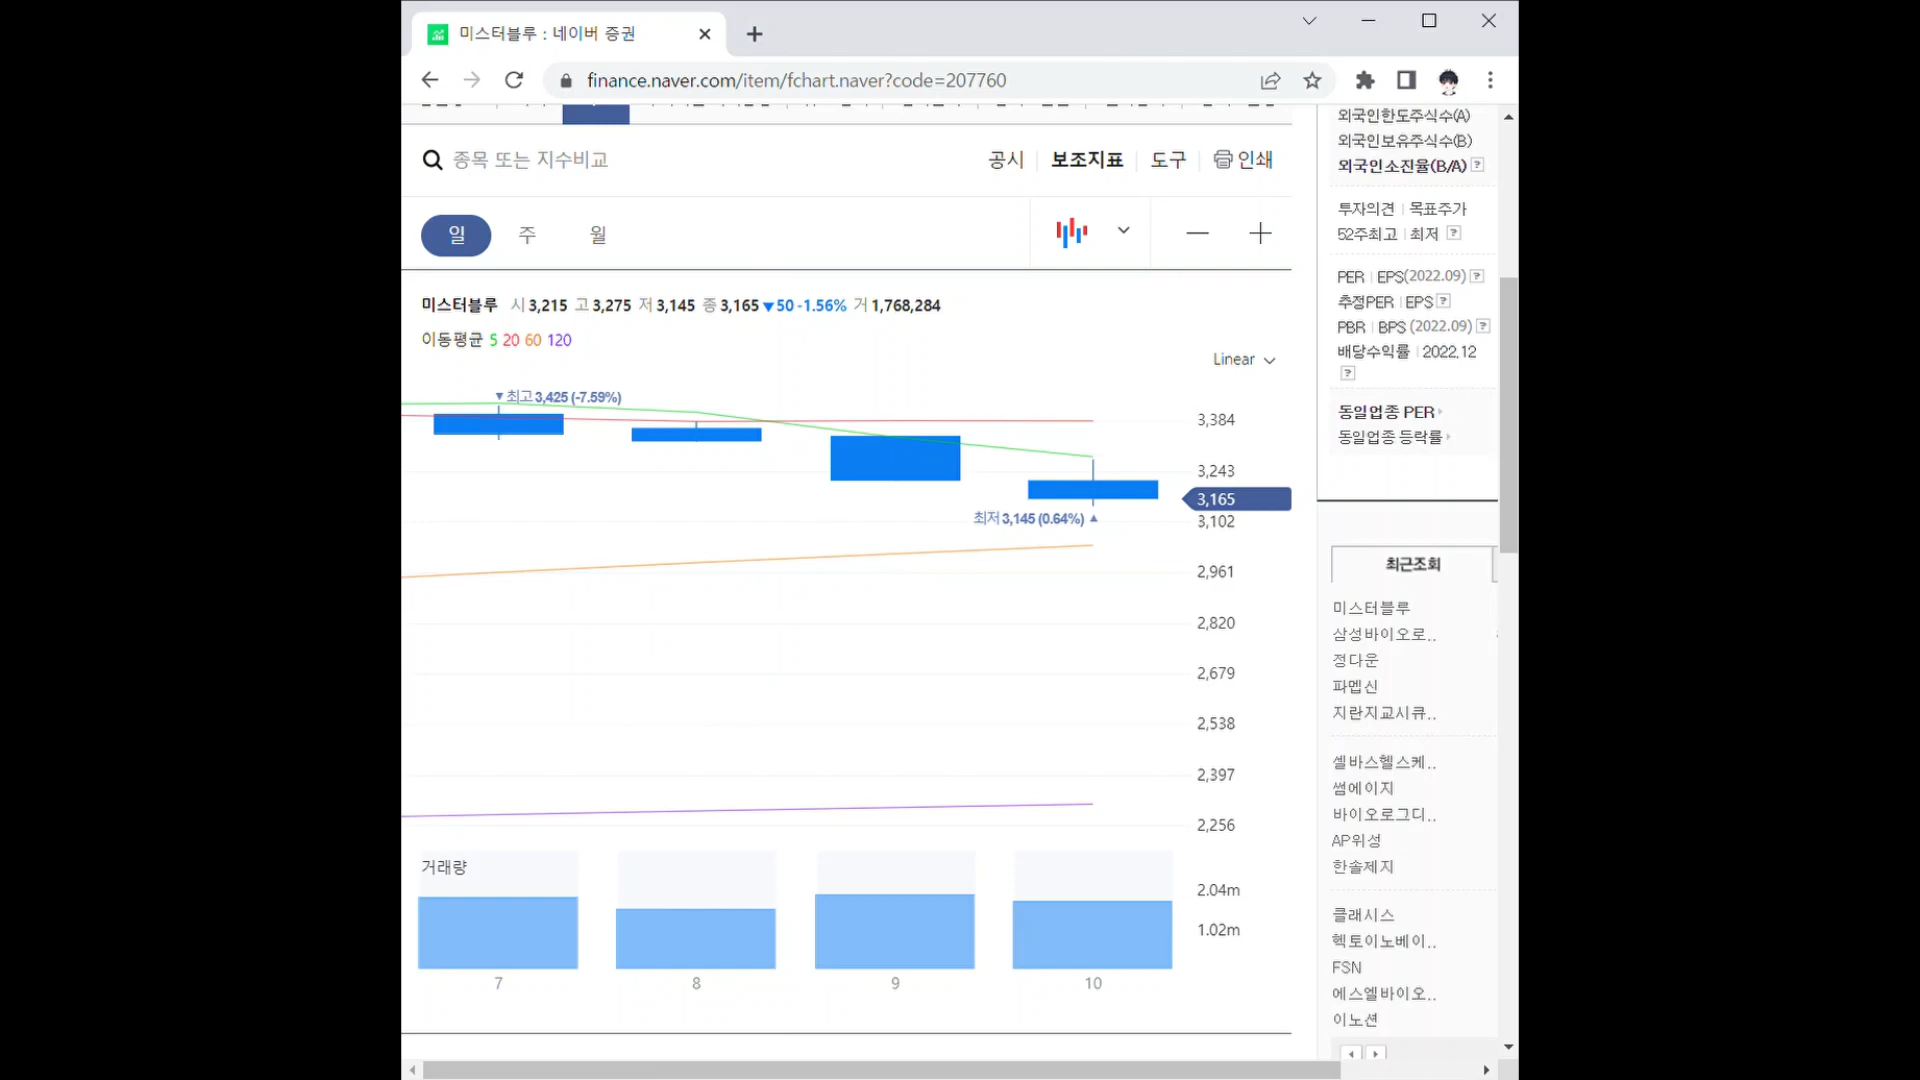 미스터블루 : 네이버 증권
finance.naver.com/item/fchart.naver?code=207760
종목 또는 지수비교
공시 보조지표 도구 인쇄
일 주 월
미스터블루 시 3,215 고 3,275 저 3,145 종 3,165 ▼50 -1.56% 거 1,768,284
이동평균 5 20 60 120
Linear
▼최고 3,425 (-7.59%)
최저 3,145 (0.64%) ▲
3,384
3,243
3,165
3,102
2,961
2,820
2,679
2,538
2,397
2,256
거래량
2.04m
1.02m
7 8 9 10
외국인한도주식수(A)
외국인보유주식수(B)
외국인소진율(B/A) ?
투자의견 | 목표주가
52주최고 | 최저 ?
PER | EPS(2022.09) ?
추정PER | EPS ?
PBR | BPS (2022.09) ?
배당수익률 | 2022.12
?
동일업종 PER
동일업종 등락률
최근조회
미스터블루
삼성바이오로..
정다운
파멥신
지란지교시큐..
셀바스헬스케..
썸에이지
바이오로그디..
AP위성
한솔제지
클래시스
헥토이노베이..
FSN
에스엘바이오..
이노션